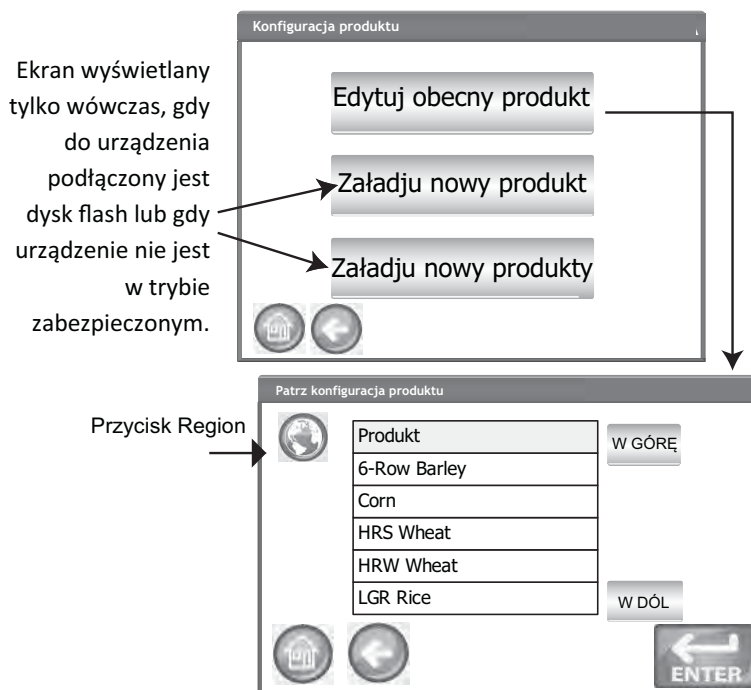 Konfiguracja produktu
Ekran wyświetlany
tylko wówczas, gdy
do urządzenia
podłączony jest
dysk flash lub gdy
urządzenie nie jest
w trybie
zabezpieczonym.
Edytuj obecny produkt
Załadju nowy produkt
Załadju nowy produkty
Patrz konfiguracja produktu
Przycisk Region
Produkt
6-Row Barley
Corn
HRS Wheat
HRW Wheat
LGR Rice
W GÓRĘ
W DÓL
ENTER